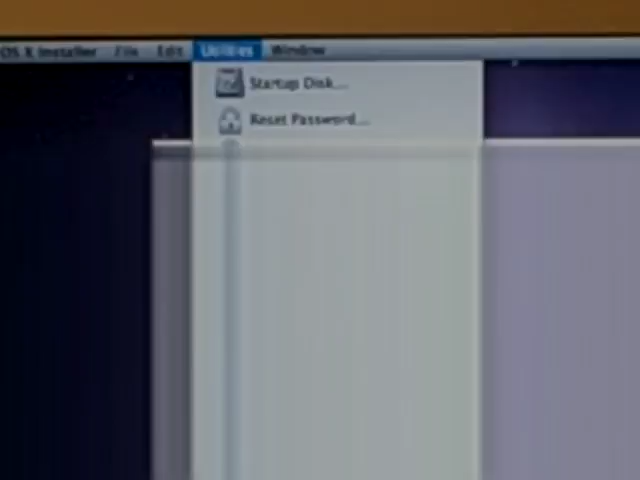 OS X Installer File Edit Utilities Window
Startup Disk...
Reset Password...